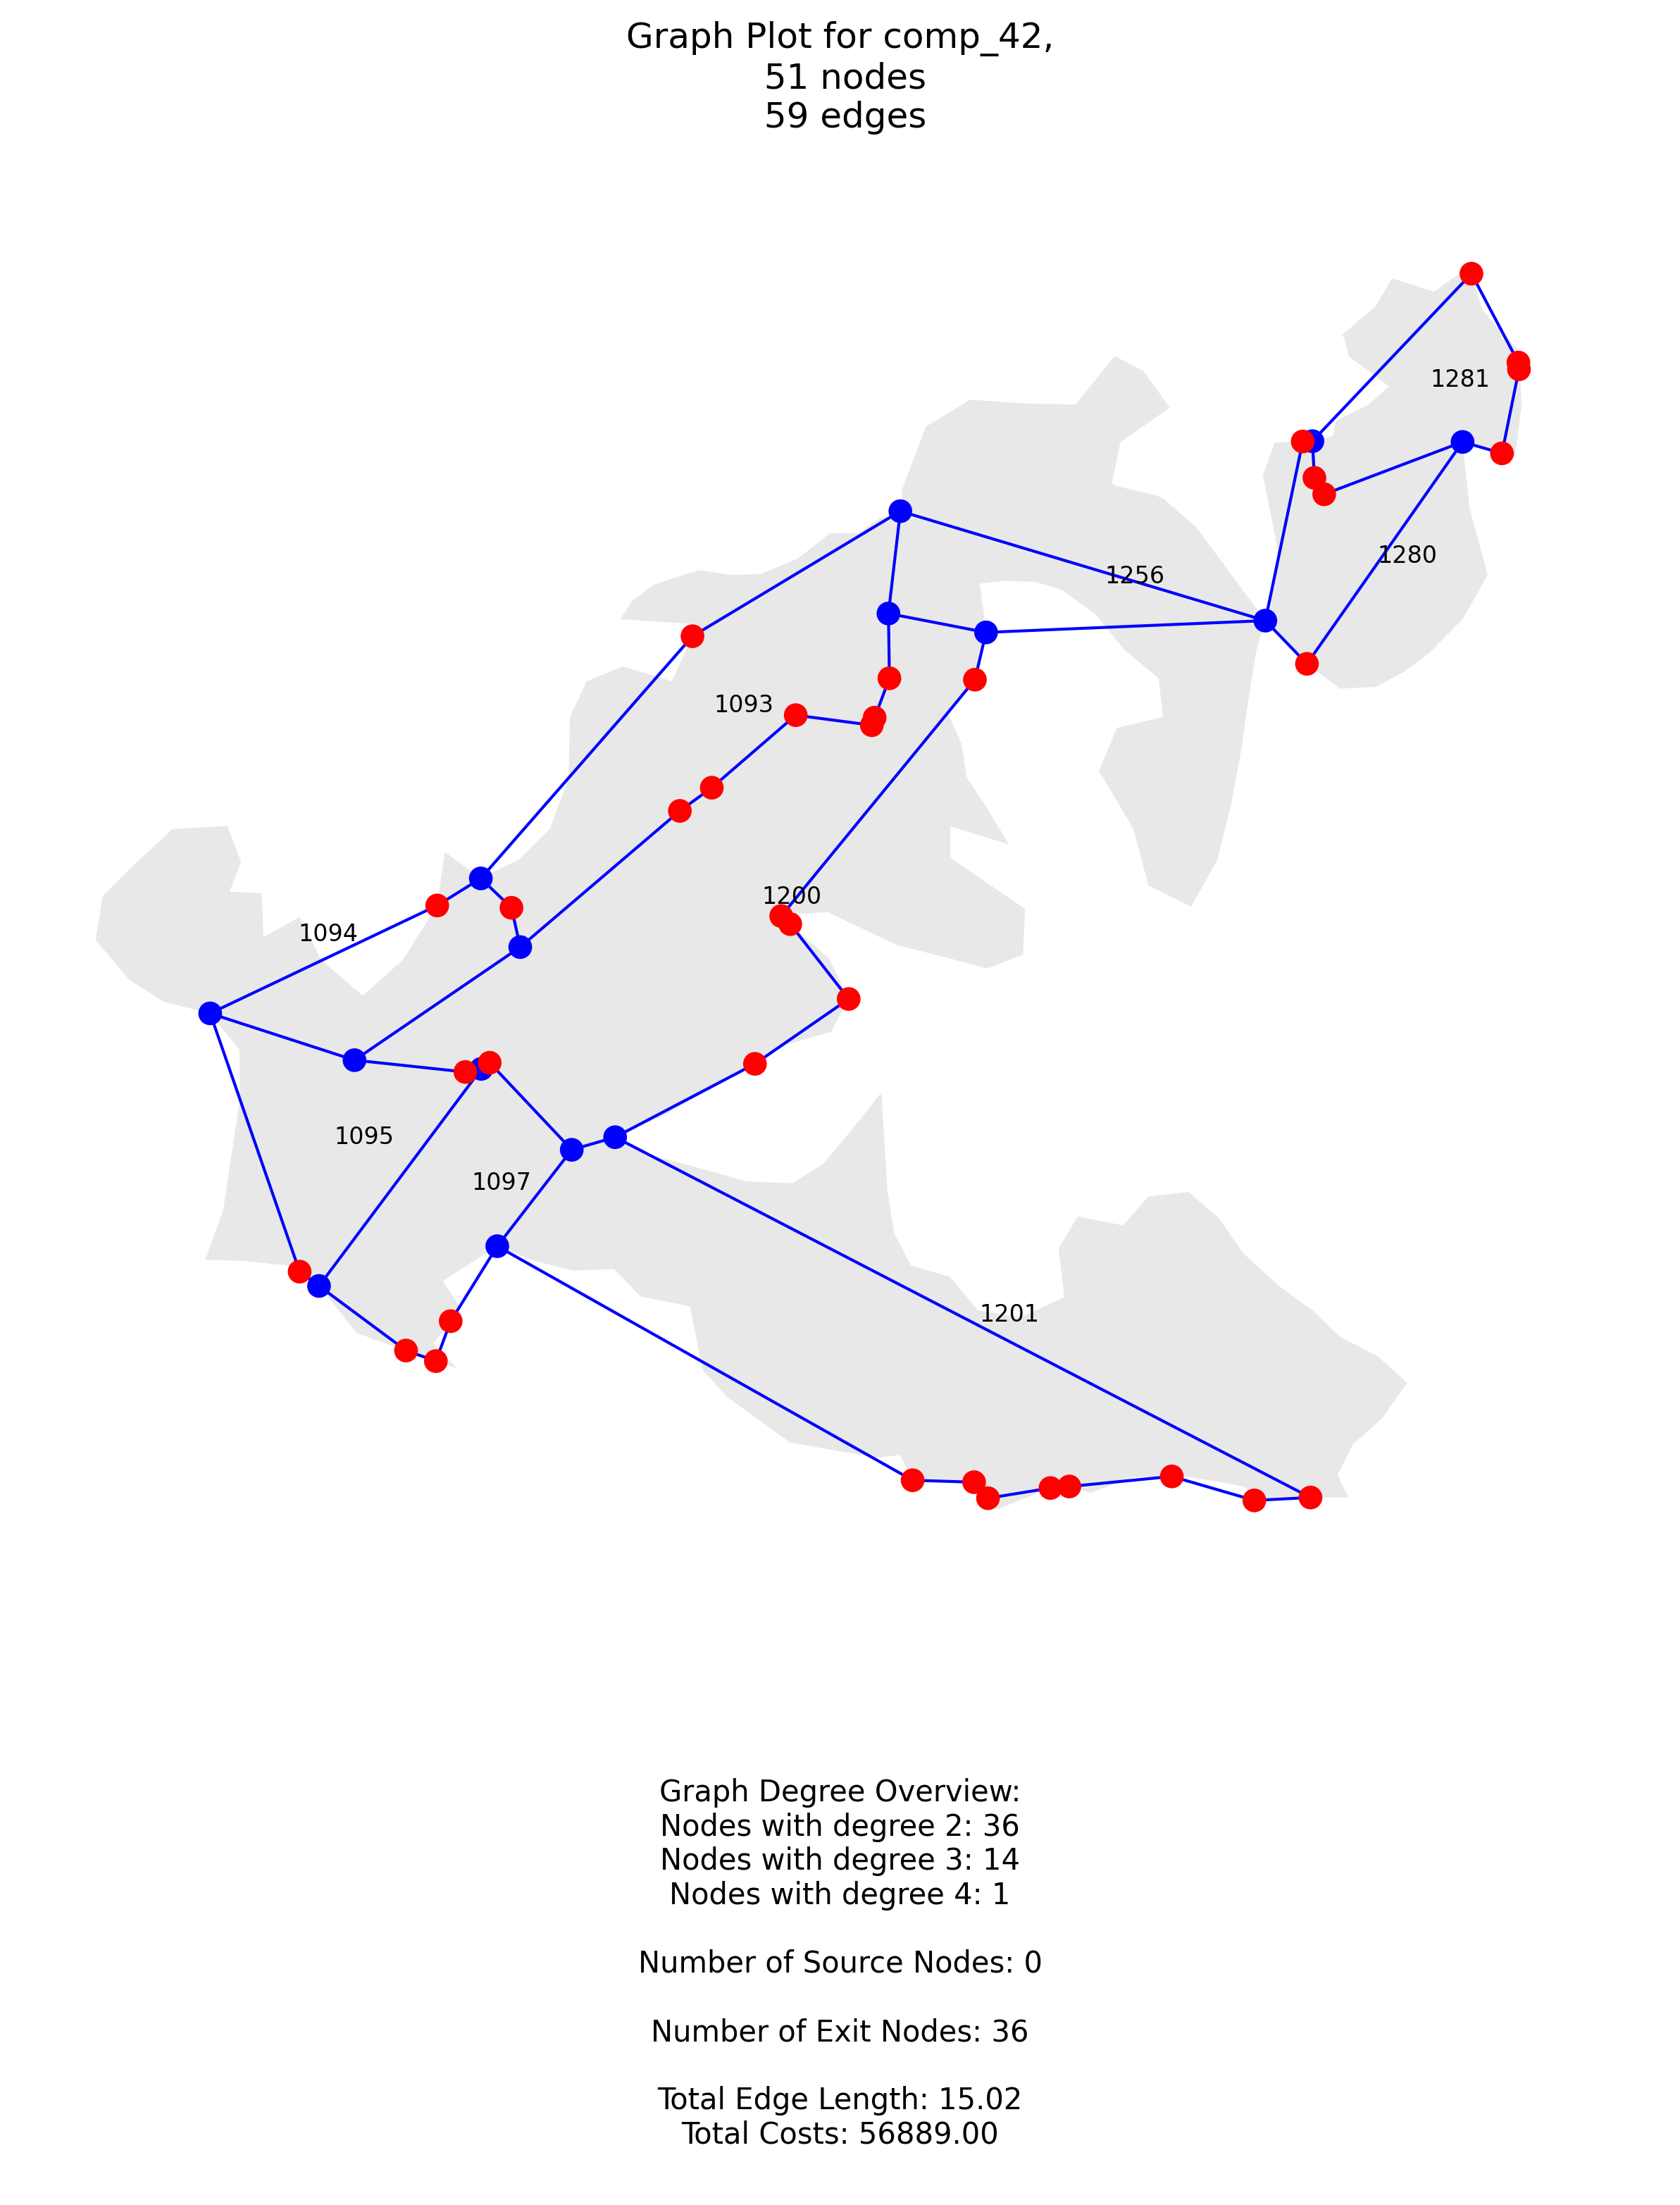 Graph Plot for comp_42,
51 nodes
59 edges
1281
1280
1256
1093
1200
1094
1095
1097
1201
Graph Degree Overview:
Nodes with degree 2: 36
Nodes with degree 3: 14
Nodes with degree 4: 1
Number of Source Nodes: 0
Number of Exit Nodes: 36
Total Edge Length: 15.02
Total Costs: 56889.00